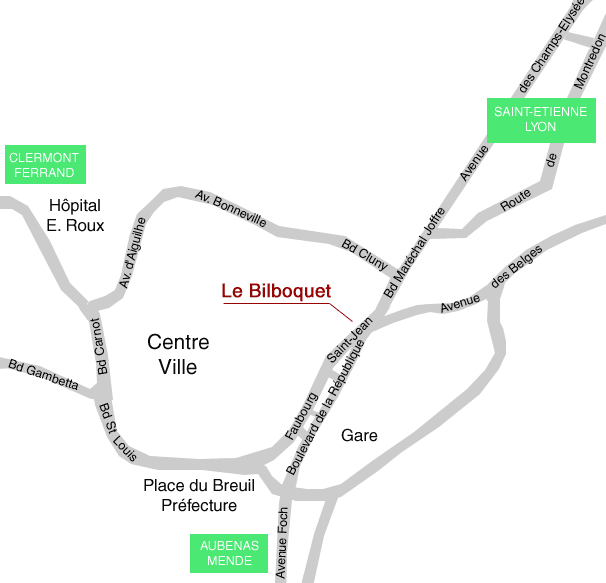 des Champs-Elysée
Montredon
SAINT-ETIENNE
LYON
CLERMONT
FERRAND
Avenue
de
Route
Hôpital
E. Roux
Av. d'Aiguilhe
Av. Bonneville
Bd Cluny
Bd Maréchal Joffre
des Belges
Avenue
Le Bilboquet
Centre
Ville
Saint-Jean
Faubourg
Boulevard de la République
Bd Carnot
Bd Gambetta
Bd St Louis
Gare
Place du Breuil
Préfecture
AUBENAS
MENDE
Avenue Foch